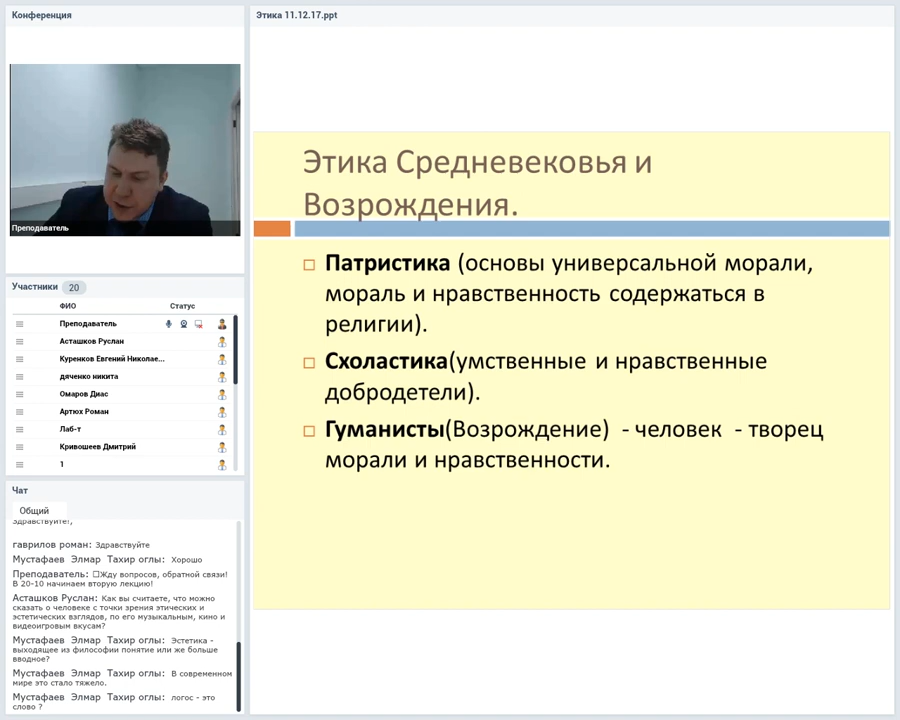 Конференция
Преподаватель
Участники 20
ФИО Статус
Преподаватель
Асташков Руслан
Куренков Евгений Николае...
дяченко никита
Омаров Диас
Артюх Роман
Лаб-т
Кривошеев Дмитрий
1
Чат
Общий
Здравствуйте!,
гаврилов роман: Здравствуйте
Мустафаев Элмар Тахир оглы: Хорошо
Преподаватель: ☐Жду вопросов, обратной связи!
В 20-10 начинаем вторую лекцию!
Асташков Руслан: Как вы считаете, что можно
сказать о человеке с точки зрения этических и
эстетических взглядов, по его музыкальным, кино и
видеоигровым вкусам?
Мустафаев Элмар Тахир оглы: Эстетика -
выходящее из философии понятие или же больше
вводное?
Мустафаев Элмар Тахир оглы: В современном
мире это стало тяжело.
Мустафаев Элмар Тахир оглы: логос - это
слово ?
Этика 11.12.17.ppt
Этика Средневековья и
Возрождения.
Патристика (основы универсальной морали,
мораль и нравственность содержаться в
религии).
Схоластика(умственные и нравственные
добродетели).
Гуманисты(Возрождение) - человек - творец
морали и нравственности.